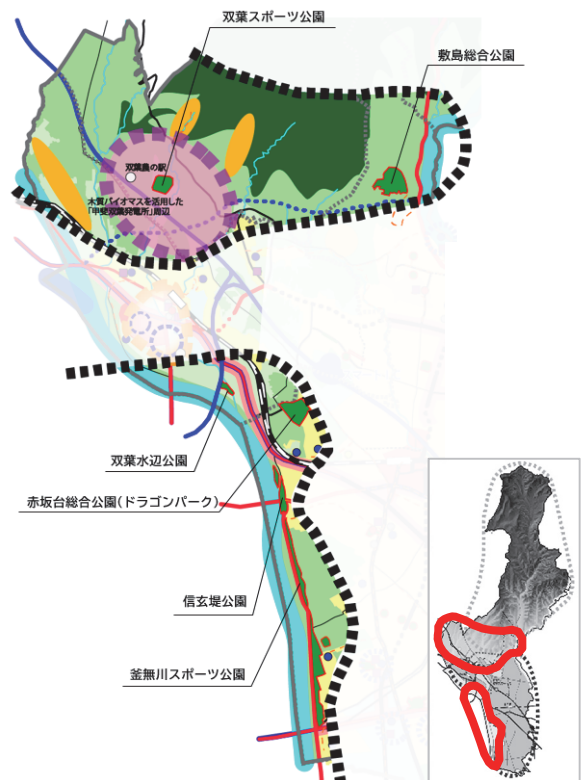 双葉スポーツ公園
敷島総合公園
双葉農の駅
木質バイオマスを活用した
「甲斐双葉発電所」周辺
双葉水辺公園
赤坂台総合公園(ドラゴンパーク)
信玄堤公園
釜無川スポーツ公園